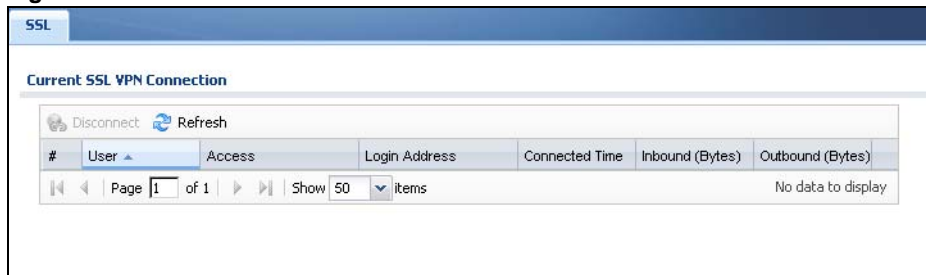 SSL
Current SSL VPN Connection
Disconnect Refresh
# User Access Login Address Connected Time Inbound (Bytes) Outbound (Bytes)
Page 1 of 1 Show 50 items No data to display